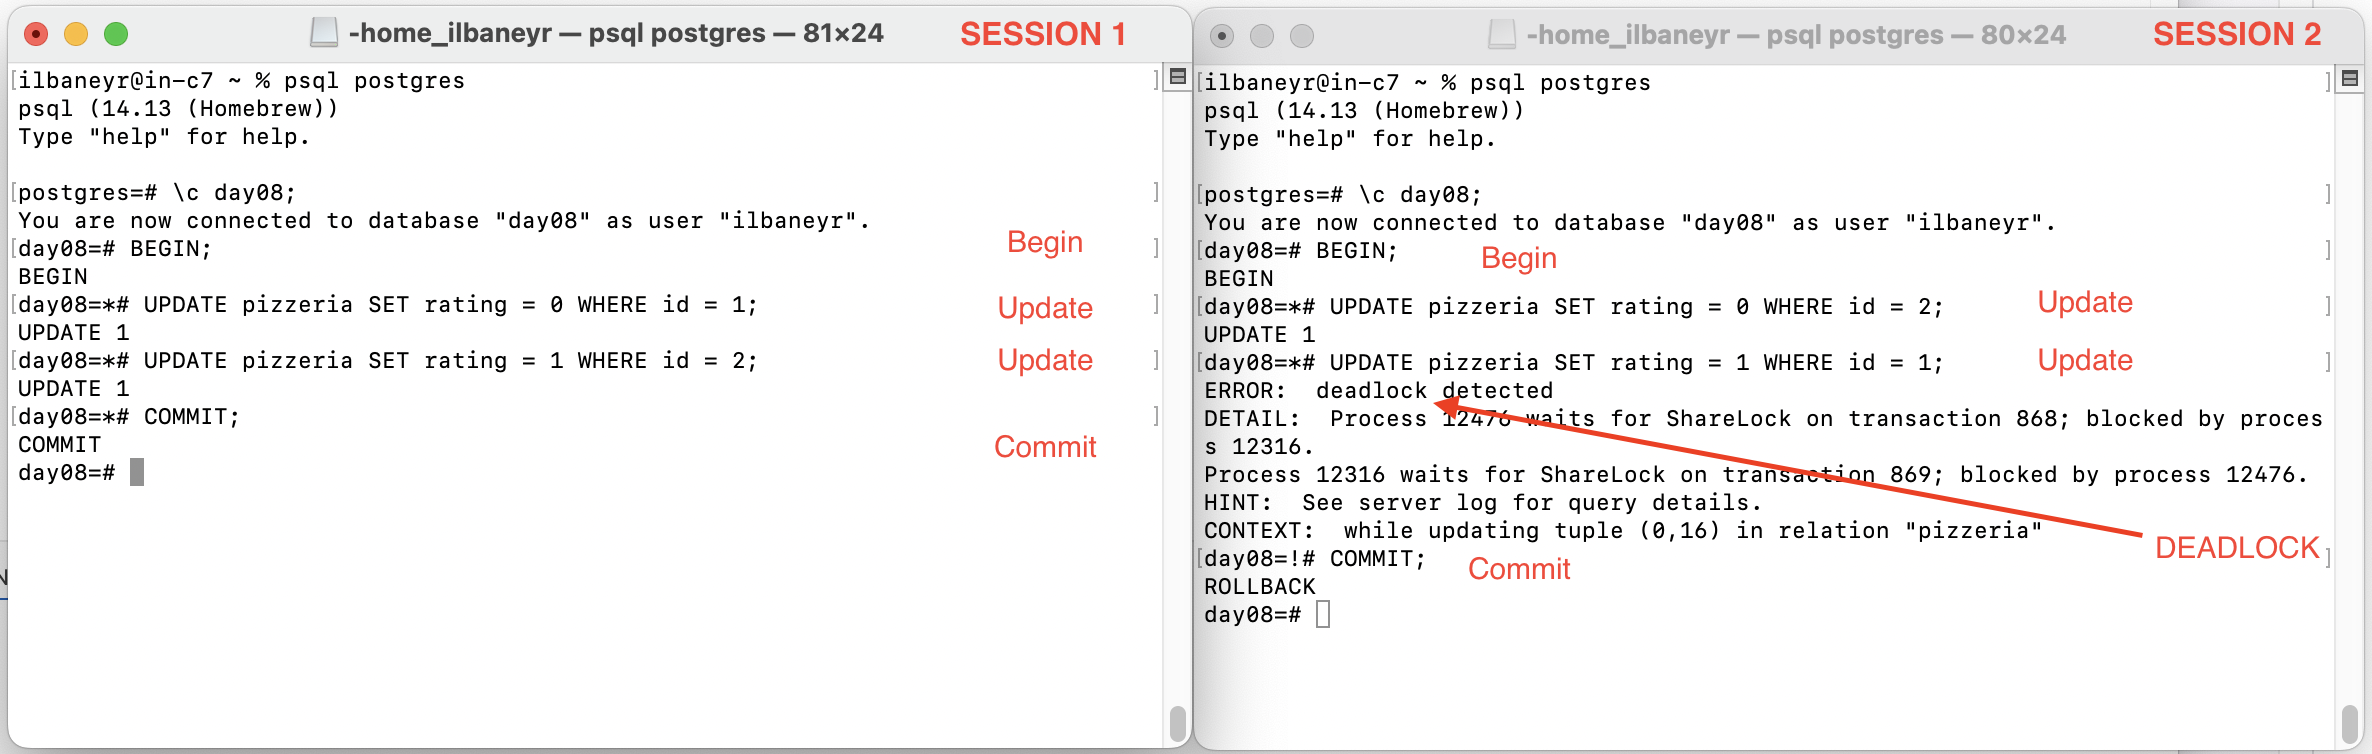 -home_ilbaneyr — psql postgres — 81×24
SESSION 1
ilbaneyr@in-c7 ~ % psql postgres
psql (14.13 (Homebrew))
Type "help" for help.
postgres=# \c day08;
You are now connected to database "day08" as user "ilbaneyr".
day08=# BEGIN;
Begin
BEGIN
day08=*# UPDATE pizzeria SET rating = 0 WHERE id = 1;
Update
UPDATE 1
day08=*# UPDATE pizzeria SET rating = 1 WHERE id = 2;
Update
UPDATE 1
day08=*# COMMIT;
COMMIT
Commit
day08=#
-home_ilbaneyr — psql postgres — 80×24
SESSION 2
ilbaneyr@in-c7 ~ % psql postgres
psql (14.13 (Homebrew))
Type "help" for help.
postgres=# \c day08;
You are now connected to database "day08" as user "ilbaneyr".
day08=# BEGIN;
Begin
BEGIN
day08=*# UPDATE pizzeria SET rating = 0 WHERE id = 2;
Update
UPDATE 1
day08=*# UPDATE pizzeria SET rating = 1 WHERE id = 1;
Update
ERROR:  deadlock detected
DETAIL:  Process 12476 waits for ShareLock on transaction 868; blocked by proces
s 12316.
Process 12316 waits for ShareLock on transaction 869; blocked by process 12476.
HINT:  See server log for query details.
CONTEXT:  while updating tuple (0,16) in relation "pizzeria"
DEADLOCK
day08=!# COMMIT;
Commit
ROLLBACK
day08=#